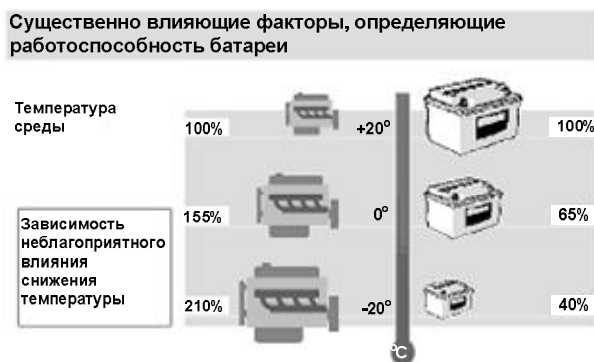 Существенно влияющие факторы, определяющие
работоспособность батареи
Температура
среды
100%
+20°
100%
155%
0°
65%
Зависимость
неблагоприятного
влияния
снижения
температуры
210%
-20°
40%
°C